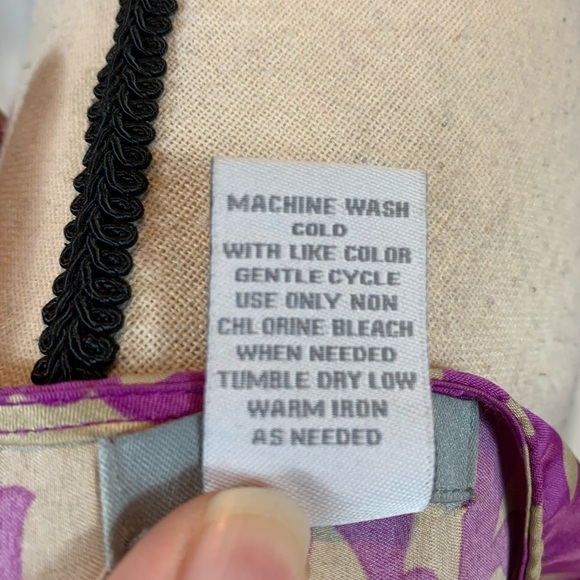 MACHINE WASH
COLD
WITH LIKE COLOR
GENTLE CYCLE
USE ONLY NON
CHLORINE BLEACH
WHEN NEEDED
TUMBLE DRY LOW
WARM IRON
AS NEEDED